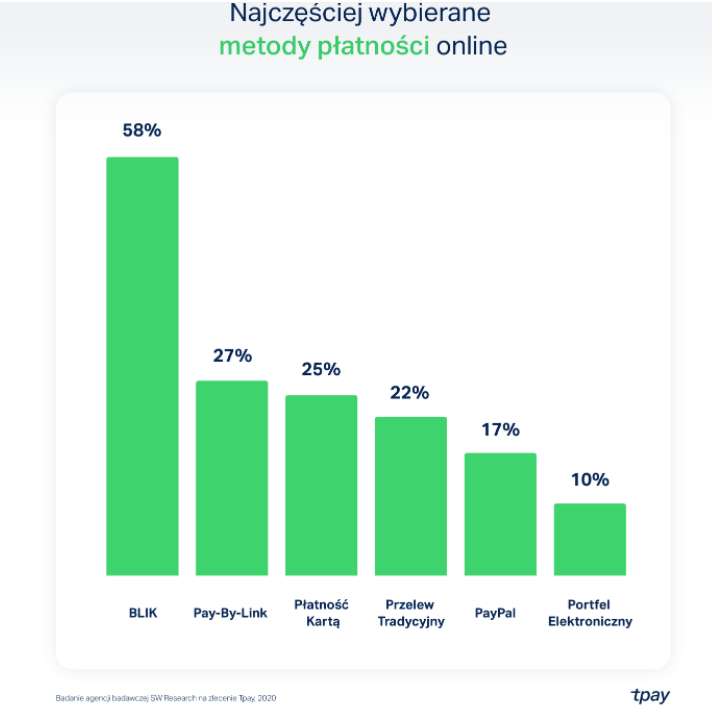 Najczęściej wybierane
metody płatności online
58%
27%
25%
22%
17%
10%
BLIK
Pay-By-Link
Płatność
Kartą
Przelew
Tradycyjny
PayPal
Portfel
Elektroniczny
Badanie agencji badawczej SW Research na zlecenie Tpay, 2020
tpay